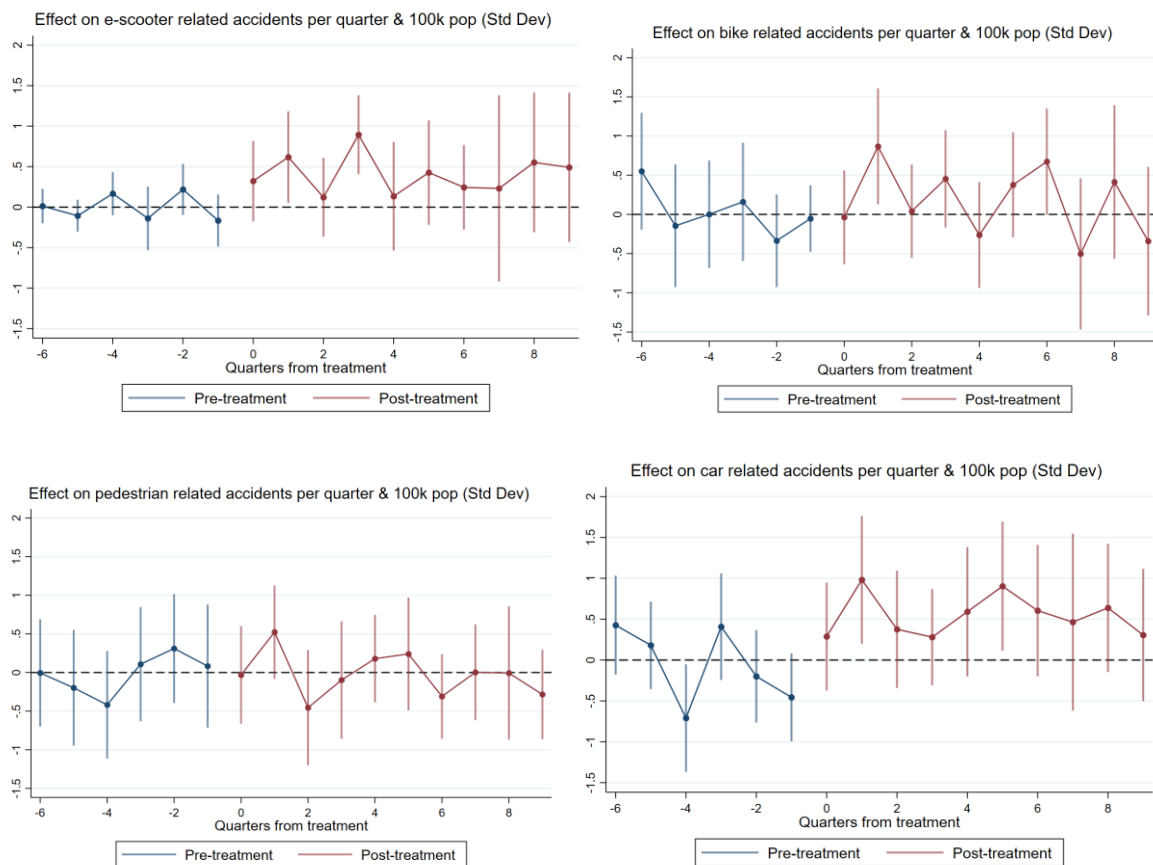 Effect on e-scooter related accidents per quarter & 100k pop (Std Dev)
2
1.5
1
.5
0
-.5
-1
-1.5
-6 -4 -2 0 2 4 6 8
Quarters from treatment
Pre-treatment Post-treatment
Effect on bike related accidents per quarter & 100k pop (Std Dev)
2
1.5
1
.5
0
-.5
-1
-1.5
-6 -4 -2 0 2 4 6 8
Quarters from treatment
Pre-treatment Post-treatment
Effect on pedestrian related accidents per quarter & 100k pop (Std Dev)
2
1.5
1
.5
0
-.5
-1
-1.5
-6 -4 -2 0 2 4 6 8
Quarters from treatment
Pre-treatment Post-treatment
Effect on car related accidents per quarter & 100k pop (Std Dev)
2
1.5
1
.5
0
-.5
-1
-1.5
-6 -4 -2 0 2 4 6 8
Quarters from treatment
Pre-treatment Post-treatment